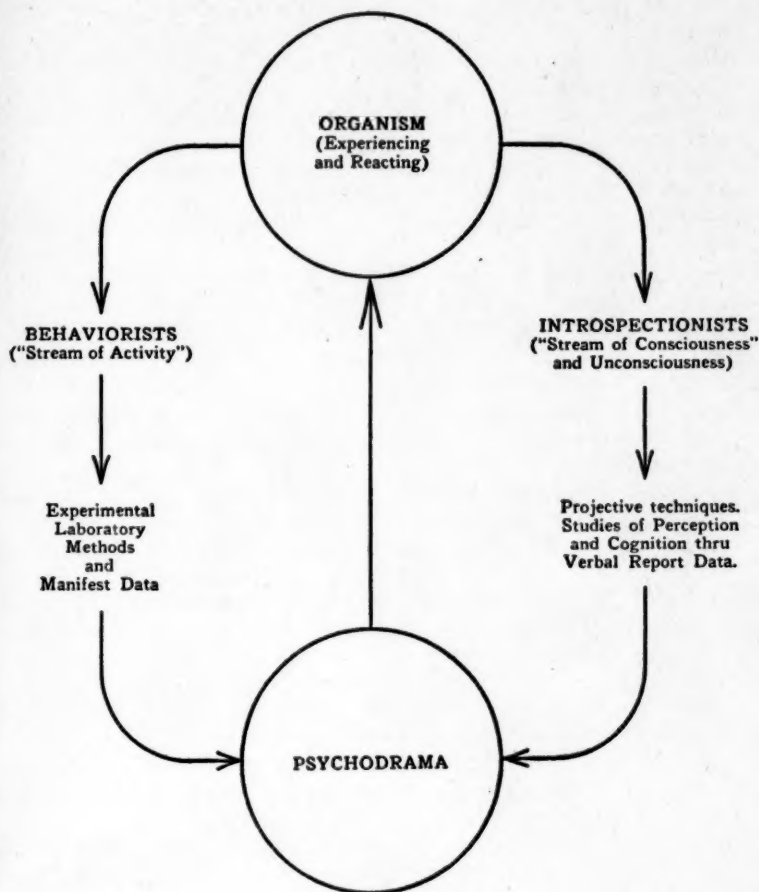 ORGANISM
(Experiencing
and Reacting)
BEHAVIORISTS
("Stream of Activity")
INTROSPECTIONISTS
("Stream of Consciousness"
and Unconsciousness)
Experimental
Laboratory
Methods
and
Manifest Data
Projective techniques.
Studies of Perception
and Cognition thru
Verbal Report Data.
PSYCHODRAMA